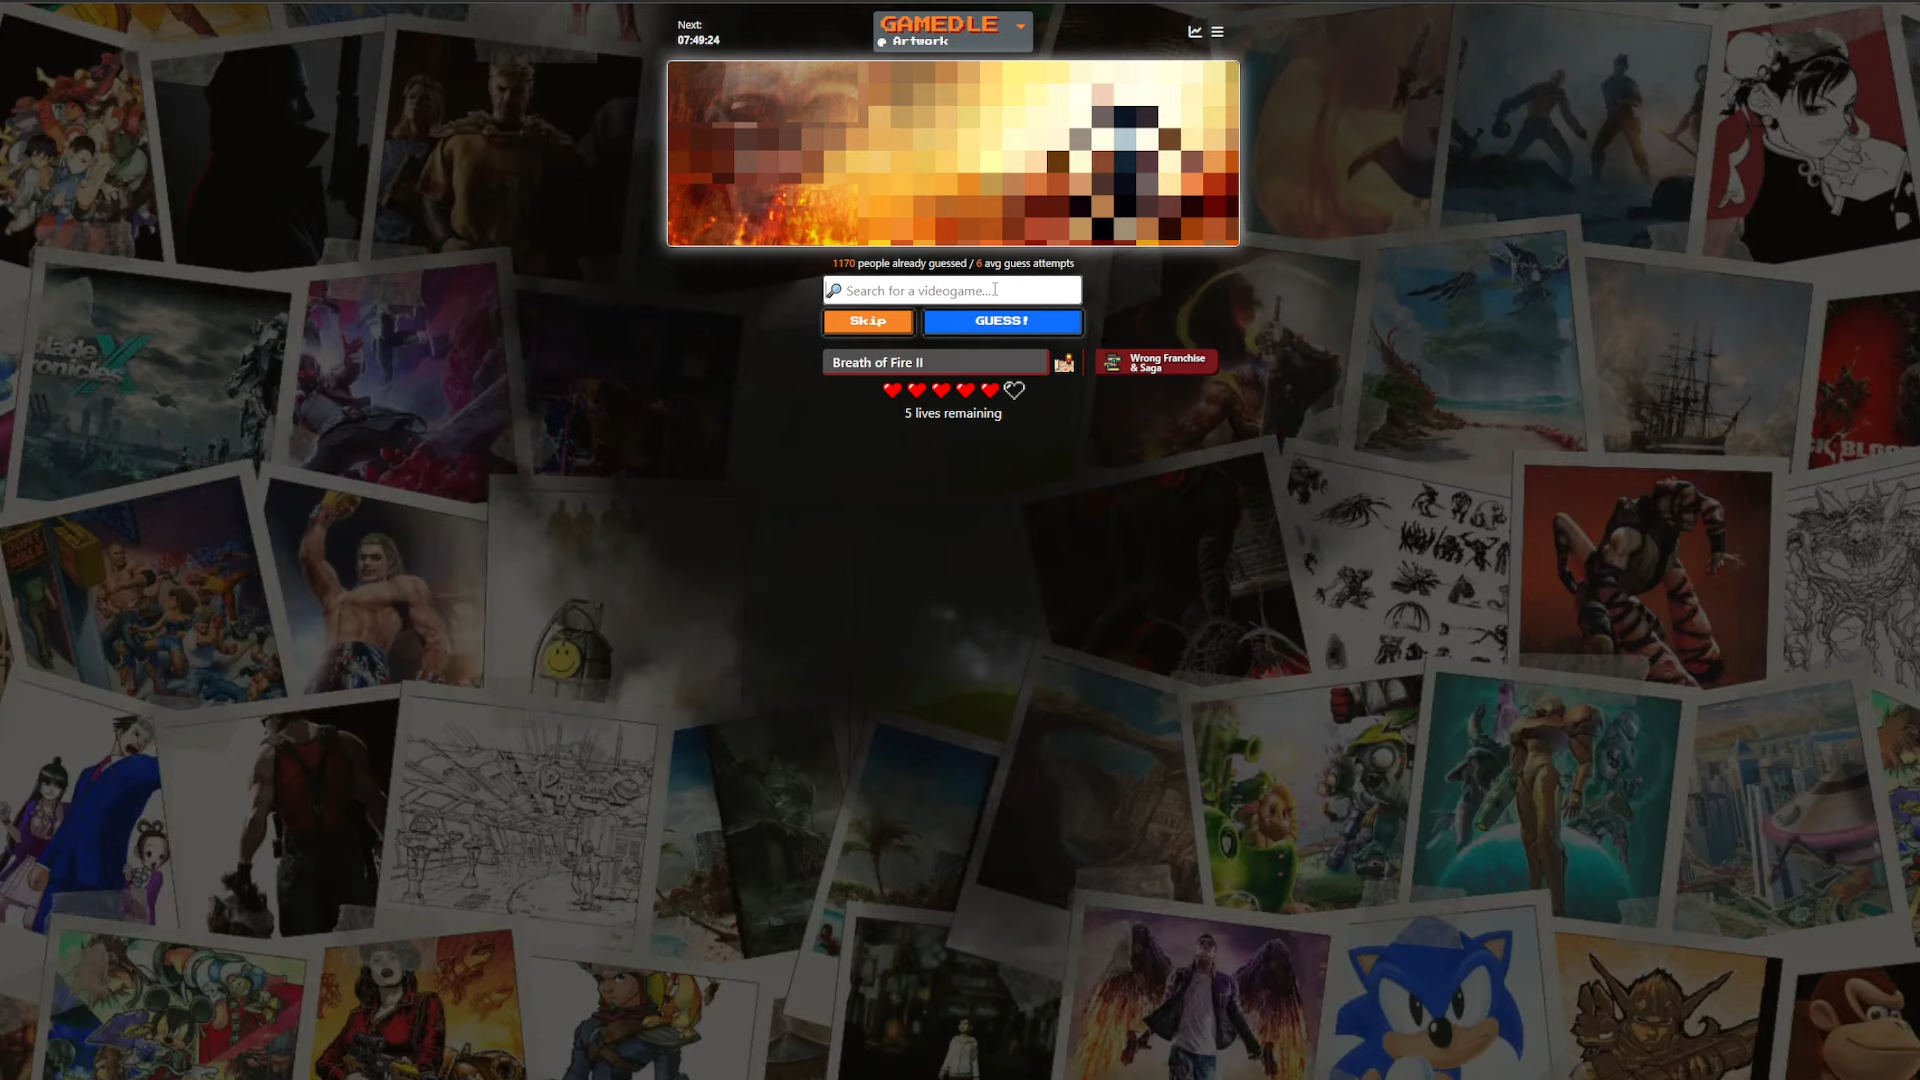 Next:
07:49:24
GAMEDLE
Artwork
1170 people already guessed / 6 avg guess attempts
Search for a videogame...
Skip
GUESS!
Breath of Fire II
Wrong Franchise
& Saga
5 lives remaining